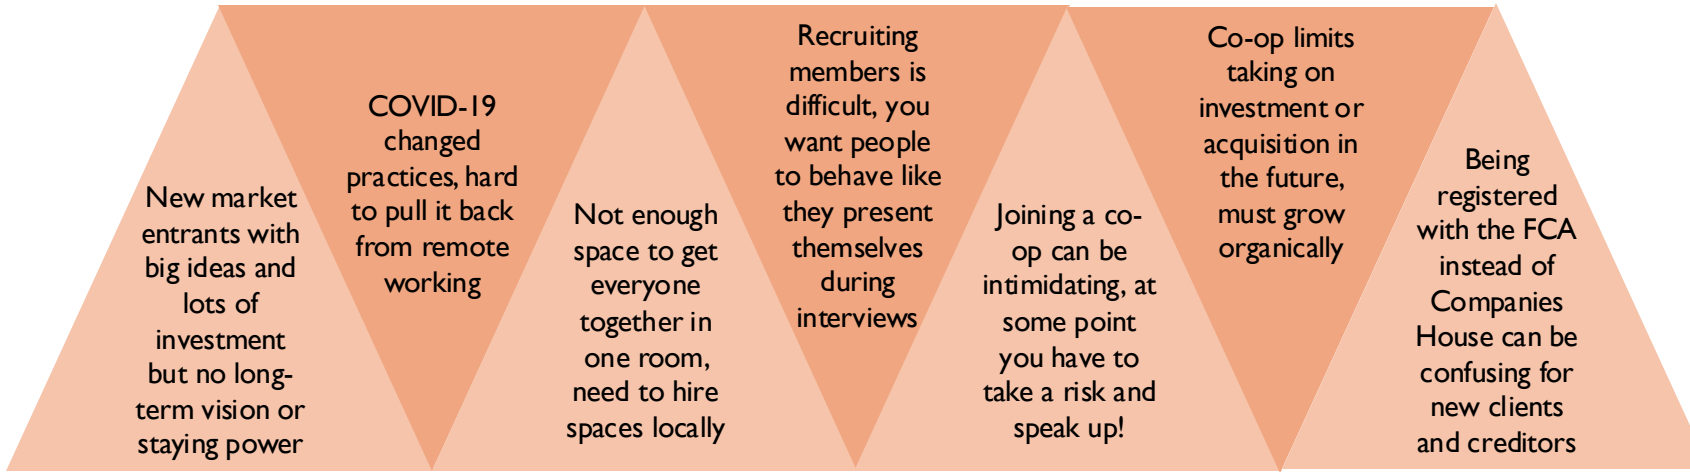 New market
entrants with
big ideas and
lots of
investment
but no long-
term vision or
staying power
COVID-19
changed
practices, hard
to pull it back
from remote
working
Not enough
space to get
everyone
together in
one room,
need to hire
spaces locally
Recruiting
members is
difficult, you
want people
to behave like
they present
themselves
during
interviews
Joining a co-
op can be
intimidating, at
some point
you have to
take a risk and
speak up!
Co-op limits
taking on
investment or
acquisition in
the future,
must grow
organically
Being
registered
with the FCA
instead of
Companies
House can be
confusing for
new clients
and creditors